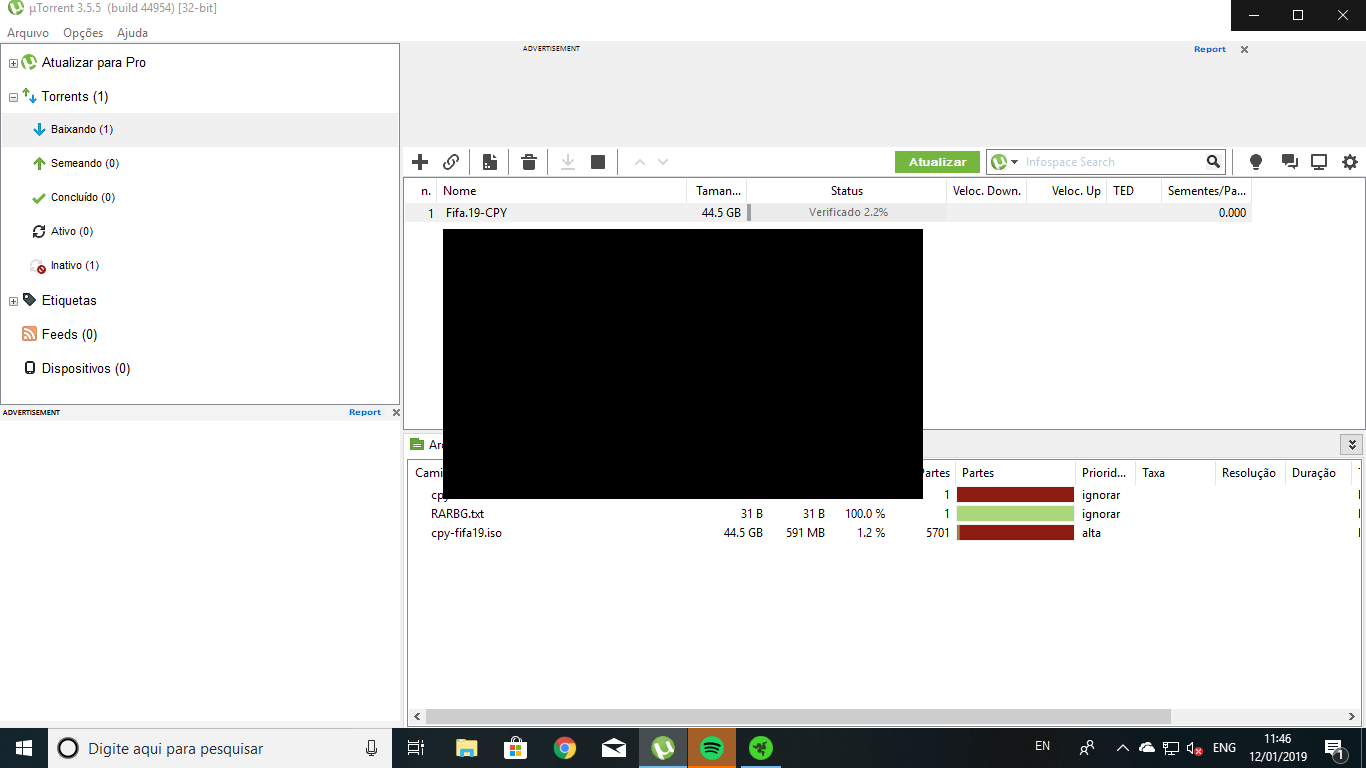 µTorrent 3.5.5 (build 44954) [32-bit]
Arquivo Opções Ajuda
Atualizar para Pro
Torrents (1)
Baixando (1)
Semeando (0)
Concluído (0)
Ativo (0)
Inativo (1)
Etiquetas
Feeds (0)
Dispositivos (0)
ADVERTISEMENT Report
ADVERTISEMENT Report
Atualizar Infospace Search
n. Nome Taman... Status Veloc. Down. Veloc. Up TED Sementes/Pa...
1 Fifa.19-CPY 44.5 GB Verificado 2.2% 0.000
Partes Partes Priorid... Taxa Resolução Duração
1 ignorar
RARBG.txt 31 B 31 B 100.0 % 1 ignorar
cpy-fifa19.iso 44.5 GB 591 MB 1.2 % 5701 alta
Digite aqui para pesquisar
EN
ENG
11:46
12/01/2019
1